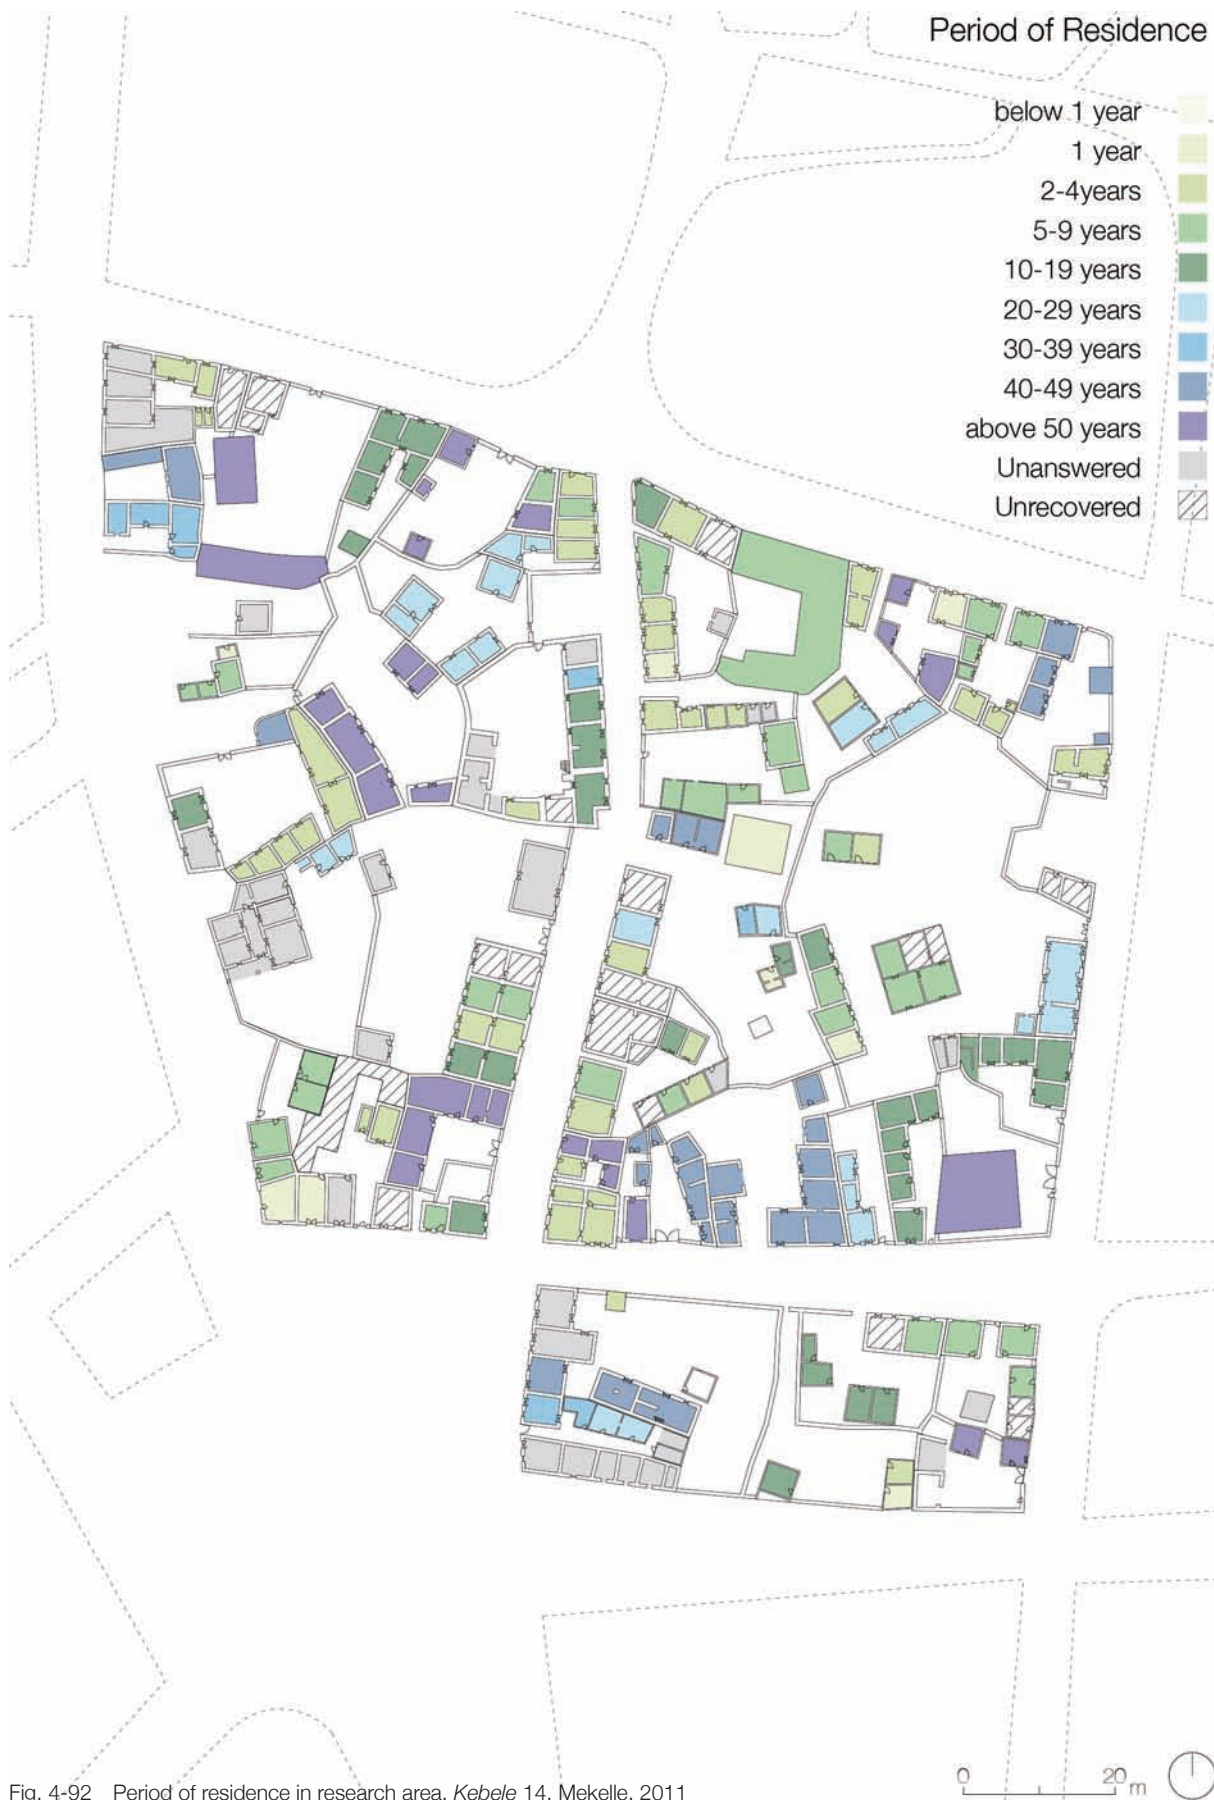 Period of Residence
below 1 year
1 year
2-4years
5-9 years
10-19 years
20-29 years
30-39 years
40-49 years
above 50 years
Unanswered
Unrecovered
0 20 m
Fig. 4-92 Period of residence in research area, Kebele 14, Mekelle, 2011